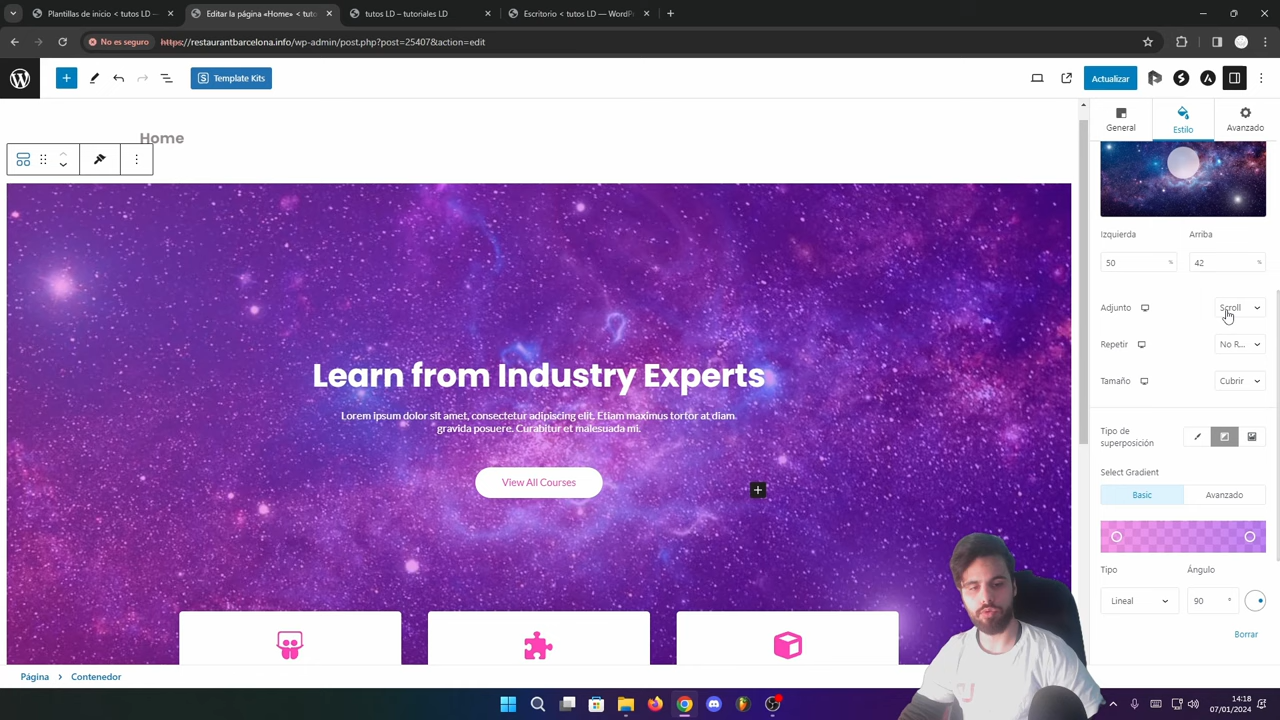 Plantillas de inicio < tutos LD —
Editar la página «Home» < tuto
tutos LD – tutoriales LD
Escritorio < tutos LD — WordPr
No es seguro
https://restaurantbarcelona.info/wp-admin/post.php?post=25407&action=edit
Template Kits
Actualizar
General
Estilo
Avanzado
Home
Izquierda
Arriba
50 %
42 %
Adjunto
Scroll
Repetir
No R...
Tamaño
Cubrir
Tipo de
superposición
Select Gradient
Basic
Avanzado
Tipo
Ángulo
Lineal
90 °
Borrar
Learn from Industry Experts
Lorem ipsum dolor sit amet, consectetur adipiscing elit. Etiam maximus tortor at diam
gravida posuere. Curabitur et malesuada mi.
View All Courses
Página > Contenedor
14:18
07/01/2024